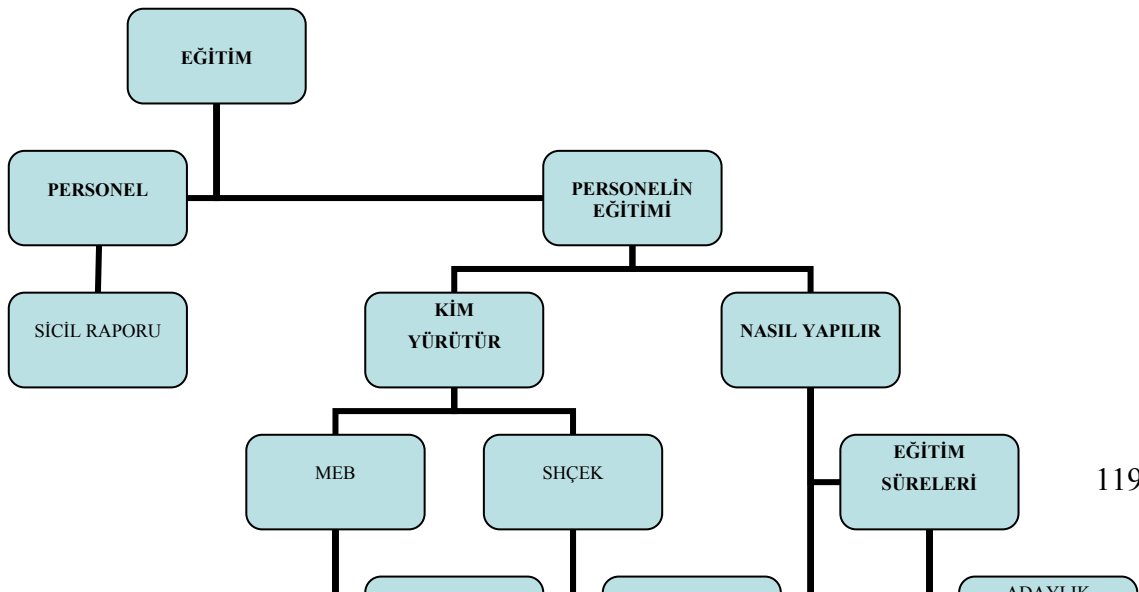 EĞİTİM
PERSONEL
PERSONELİN
EĞİTİMİ
SİCİL RAPORU
KİM
YÜRÜTÜR
NASIL YAPILIR
MEB
SHÇEK
EĞİTİM
SÜRELERİ
119
ADAYLIK